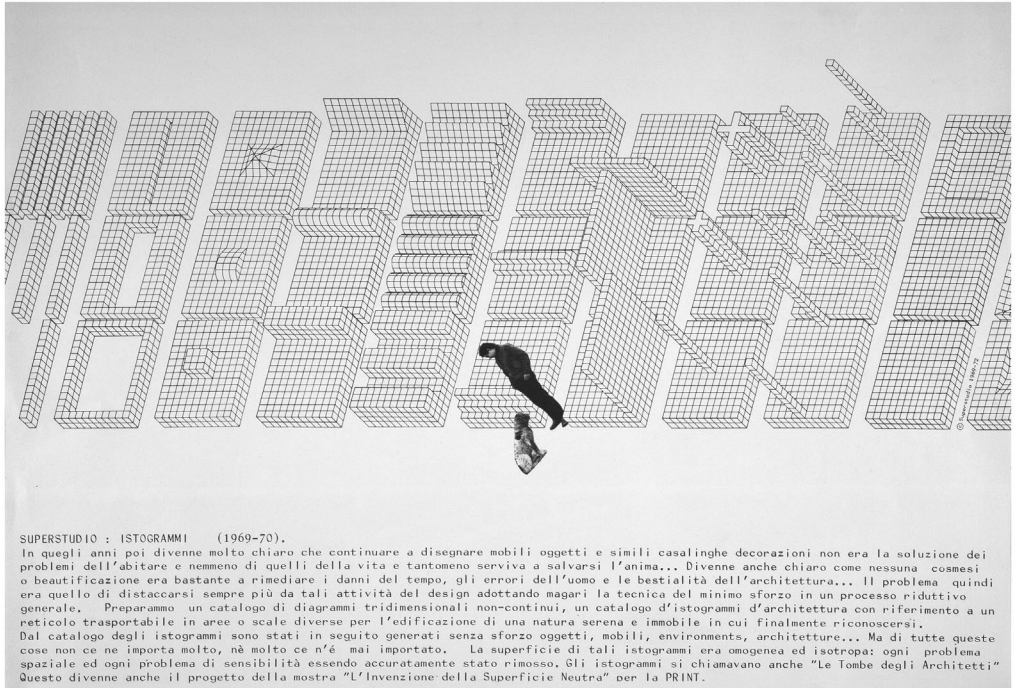 © Superstudio 1969-72
SUPERSTUDIO : ISTOGRAMMI (1969-70).
In quegli anni poi divenne molto chiaro che continuare a disegnare mobili oggetti e simili casalinghe decorazioni non era la soluzione dei
problemi dell'abitare e nemmeno di quelli della vita e tantomeno serviva a salvarsi l'anima... Divenne anche chiaro come nessuna cosmesi
o beautificazione era bastante a rimediare i danni del tempo, gli errori dell'uomo e le bestialità dell'architettura... Il problema quindi
era quello di distaccarsi sempre più da tali attività del design adottando magari la tecnica del minimo sforzo in un processo riduttivo
generale. Preparammo un catalogo di diagrammi tridimensionali non-continui, un catalogo d'istogrammi d'architettura con riferimento a un
reticolo trasportabile in aree o scale diverse per l'edificazione di una natura serena e immobile in cui finalmente riconoscersi.
Dal catalogo degli istogrammi sono stati in seguito generati senza sforzo oggetti, mobili, environments, architetture... Ma di tutte queste
cose non ce ne importa molto, nè molto ce n'é mai importato. La superficie di tali istogrammi era omogenea ed isotropa: ogni problema
spaziale ed ogni problema di sensibilità essendo accuratamente stato rimosso. Gli istogrammi si chiamavano anche "Le Tombe degli Architetti"
Questo divenne anche il progetto della mostra "L'Invenzione della Superficie Neutra" per la PRINT.